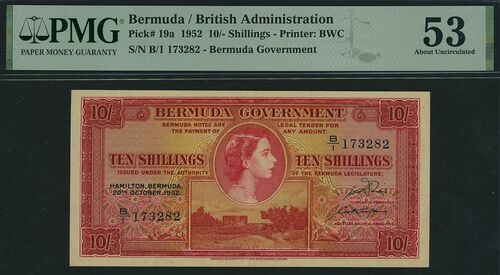 PMG
PAPER MONEY GUARANTY
Bermuda / British Administration
Pick# 19a 1952 10/- Shillings - Printer: BWC
S/N B/1 173282 - Bermuda Government
53
About Uncirculated
10/-
BERMUDA GOVERNMENT
10/-
BERMUDA NOTES ARE LEGAL TENDER FOR
THE PAYMENT OF ANY AMOUNT.
B/1 173282
TEN SHILLINGS TEN SHILLINGS
ISSUED UNDER THE AUTHORITY OF THE BERMUDA LEGISLATURE.
HAMILTON, BERMUDA.
20TH OCTOBER, 1952.
B/1 173282
10/-
10/-